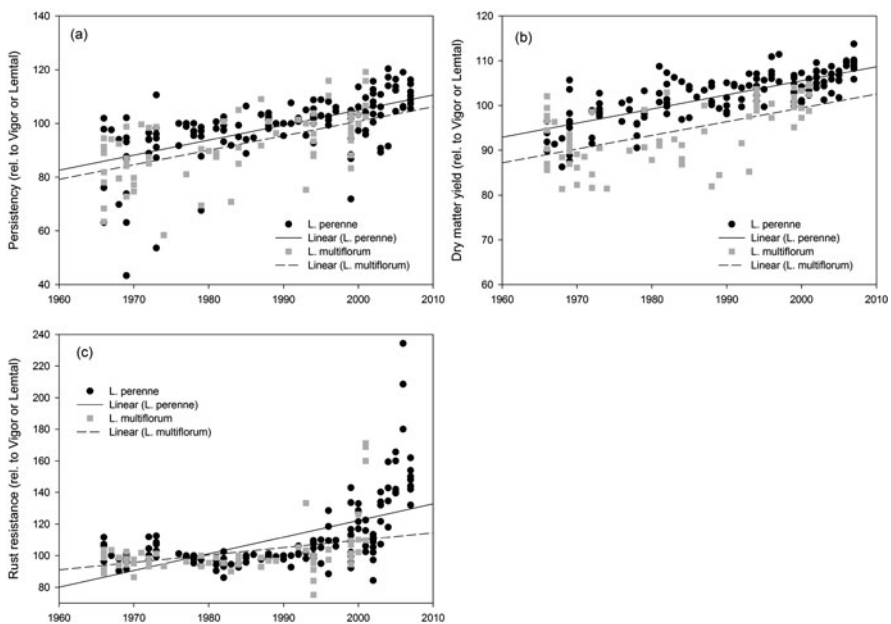 (a)
Persistency (rel. to Vigor or Lemtal)
140
120
100
80
60
40
1960 1970 1980 1990 2000 2010
L. perenne
Linear (L. perenne)
L. multiflorum
Linear (L. multiflorum)
(b)
Dry matter yield (rel. to Vigor or Lemtal)
120
110
100
90
80
70
60
1960 1970 1980 1990 2000 2010
L. perenne
Linear (L. perenne)
L. multiflorum
Linear (L. multiflorum)
(c)
Rust resistance (rel. to Vigor or Lemtal)
240
220
200
180
160
140
120
100
80
1960 1970 1980 1990 2000 2010
L. perenne
Linear (L. perenne)
L. multiflorum
Linear (L. multiflorum)